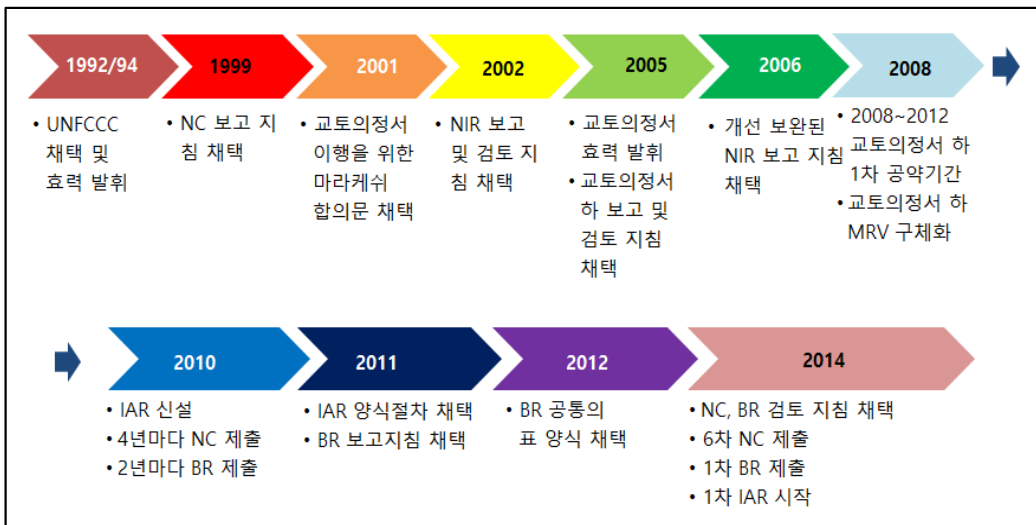 1992/94
1999
2001
2002
2005
2006
2008
• UNFCCC
채택 및
효력 발휘
• NC 보고 지
침 채택
• 교토의정서
이행을 위한
마라케쉬
합의문 채택
• NIR 보고
및 검토 지
침 채택
• 교토의정서
효력 발휘
• 교토의정서
하 보고 및
검토 지침
채택
• 개선 보완된
NIR 보고 지침
채택
• 2008~2012
교토의정서 하
1차 공약기간
• 교토의정서 하
MRV 구체화
2010
2011
2012
2014
• IAR 신설
• 4년마다 NC 제출
• 2년마다 BR 제출
• IAR 양식절차 채택
• BR 보고지침 채택
• BR 공통의
표 양식 채택
• NC, BR 검토 지침 채택
• 6차 NC 제출
• 1차 BR 제출
• 1차 IAR 시작